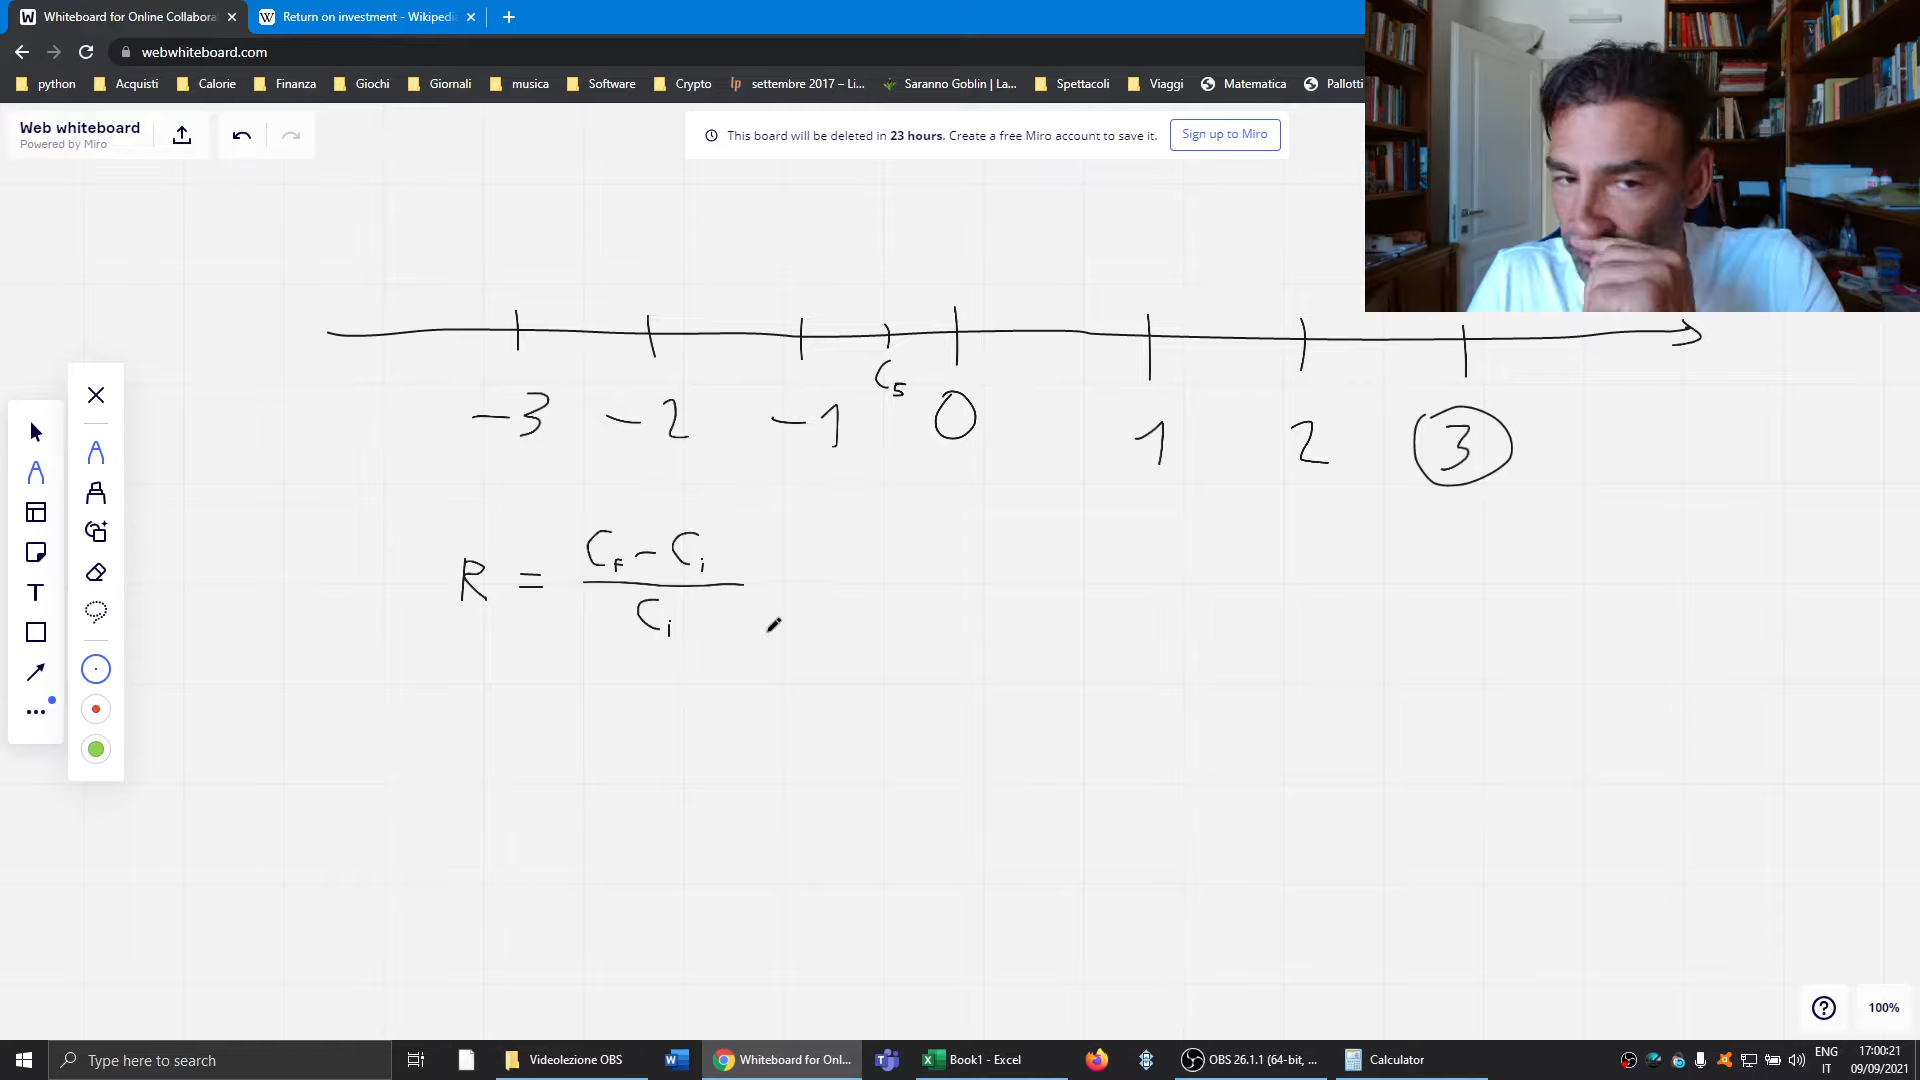 Whiteboard for Online Collabora
Return on investment - Wikipedi
webwhiteboard.com
python Acquisti Calorie Finanza Giochi Giornali musica Software Crypto settembre 2017 – Li... Saranno Goblin | La... Spettacoli Viaggi Matematica Pallotti
Web whiteboard
Powered by Miro
This board will be deleted in 23 hours. Create a free Miro account to save it. Sign up to Miro
C5
-3 -2 -1 0 1 2 3
R = (CF - Ci) / Ci
100%
Type here to search
Videolezione OBS
Whiteboard for Onl...
Book1 - Excel
OBS 26.1.1 (64-bit, ...
Calculator
ENG
IT
17:00:21
09/09/2021